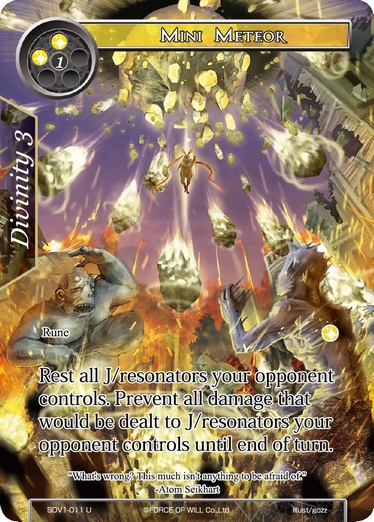 Mini Meteor
1
Divinity 3
Rune
Rest all J/resonators your opponent
controls. Prevent all damage that
would be dealt to J/resonators your
opponent controls until end of turn.
"What's wrong? This much isn't anything to be afraid of."
-Atom Seikhart
SDV1-011 U ©FORCE OF WILL Co.,Ltd. Illust/gozz